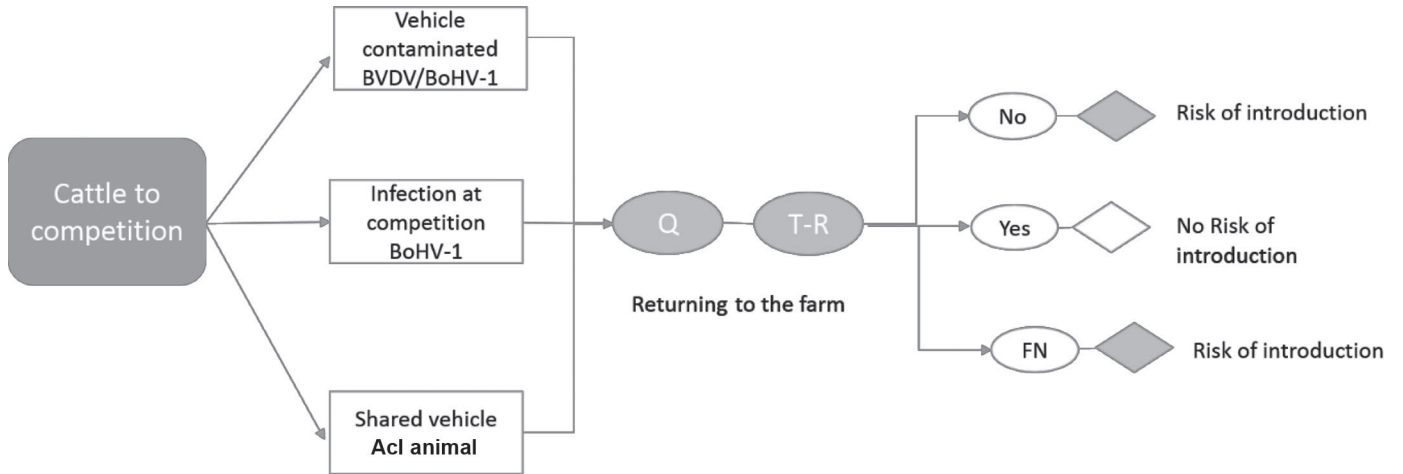 Cattle to
competition
Vehicle
contaminated
BVDV/BoHV-1
Infection at
competition
BoHV-1
Shared vehicle
AcI animal
Q
T-R
Returning to the farm
No
Risk of introduction
Yes
No Risk of
introduction
FN
Risk of introduction